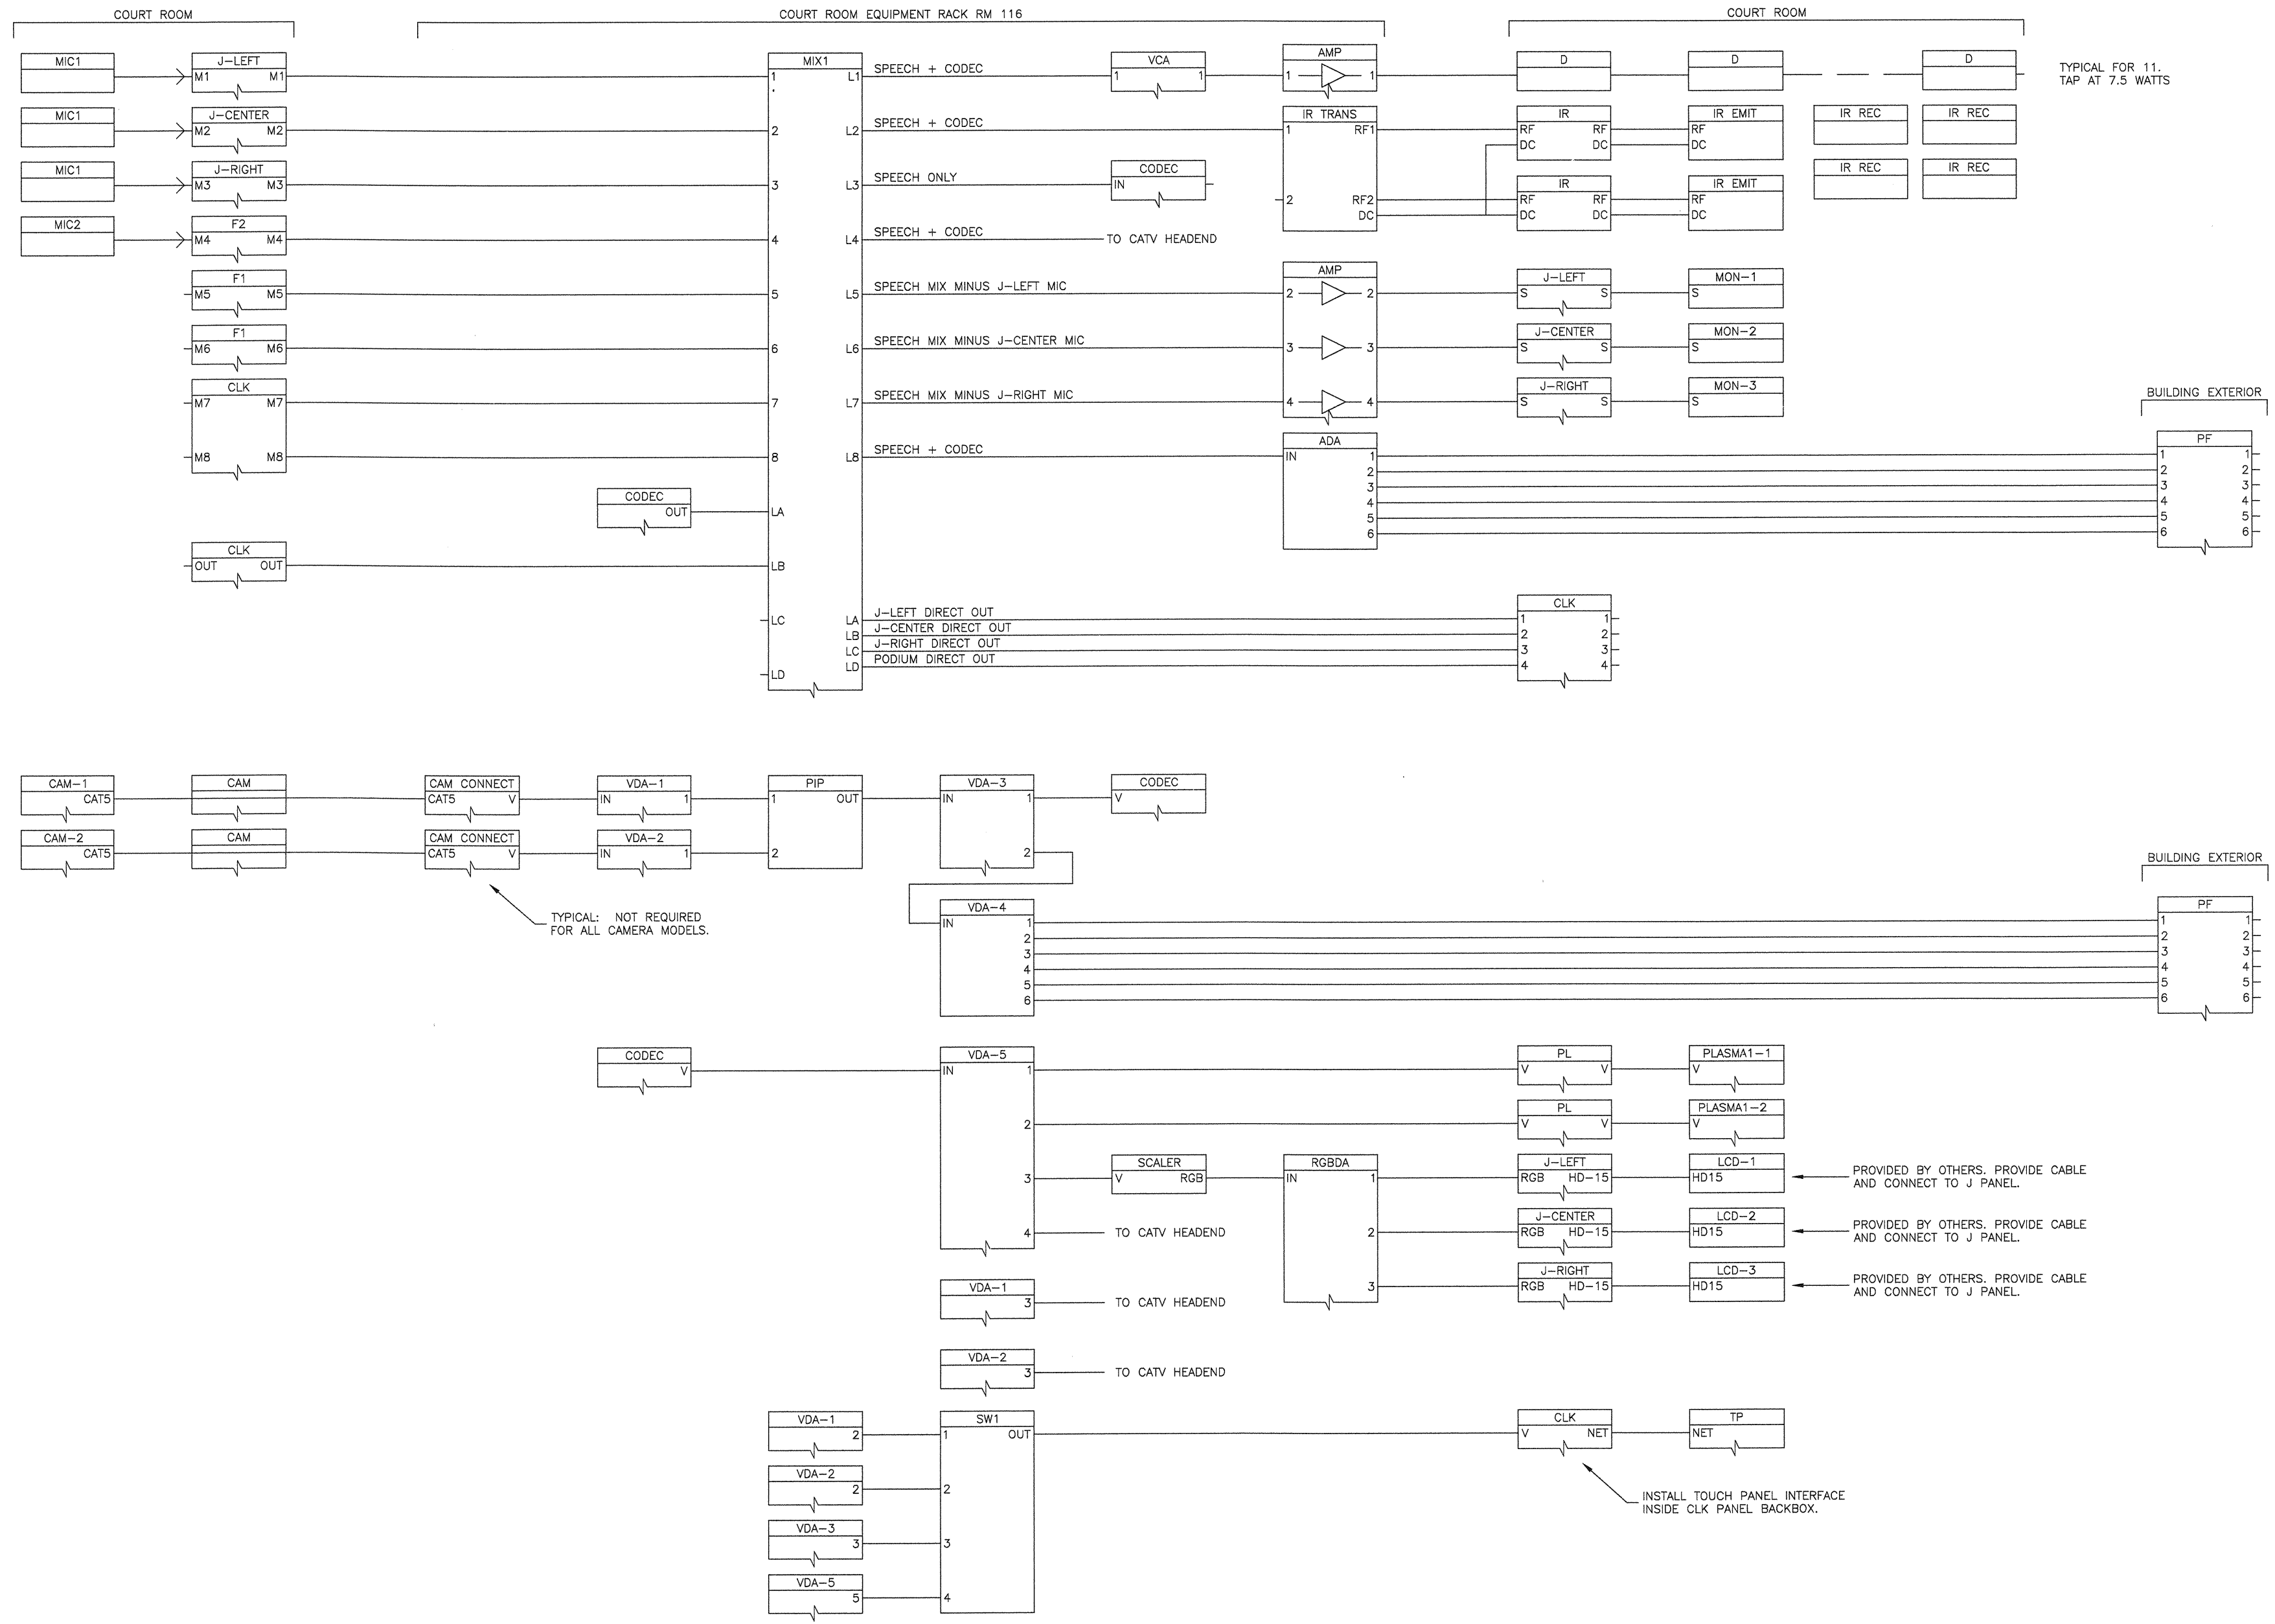 COURT ROOM
COURT ROOM EQUIPMENT RACK RM 116
COURT ROOM
MIC1
J-LEFT
M1 M1
MIX1
1 L1
SPEECH + CODEC
VCA
1 1
AMP
1 1
D
D
D
TYPICAL FOR 11.
TAP AT 7.5 WATTS
MIC1
J-CENTER
M2 M2
2 L2
SPEECH + CODEC
IR TRANS
1 RF1
2 RF2
DC
IR
RF RF
DC DC
IR EMIT
RF
DC
IR REC
IR REC
MIC1
J-RIGHT
M3 M3
3 L3
SPEECH ONLY
CODEC
IN
IR
RF RF
DC DC
IR EMIT
RF
DC
IR REC
IR REC
MIC2
F2
M4 M4
4 L4
SPEECH + CODEC
TO CATV HEADEND
F1
M5 M5
5 L5
SPEECH MIX MINUS J-LEFT MIC
AMP
2 2
J-LEFT
S S
MON-1
S
F1
M6 M6
6 L6
SPEECH MIX MINUS J-CENTER MIC
3 3
J-CENTER
S S
MON-2
S
CLK
M7 M7
7 L7
SPEECH MIX MINUS J-RIGHT MIC
4 4
J-RIGHT
S S
MON-3
S
BUILDING EXTERIOR
M8 M8
8 L8
SPEECH + CODEC
ADA
IN 1
2
3
4
5
6
PF
1 1
2 2
3 3
4 4
5 5
6 6
CODEC
OUT
LA
CLK
OUT OUT
LB
LC LA
J-LEFT DIRECT OUT
LB
J-CENTER DIRECT OUT
LC
J-RIGHT DIRECT OUT
LD
PODIUM DIRECT OUT
LD
CLK
1 1
2 2
3 3
4 4
CAM-1
CAT5
CAM
CAM CONNECT
CAT5 V
VDA-1
IN 1
PIP
1 OUT
2
VDA-3
IN 1
2
CODEC
V
CAM-2
CAT5
CAM
CAM CONNECT
CAT5 V
VDA-2
IN 1
TYPICAL: NOT REQUIRED
FOR ALL CAMERA MODELS.
BUILDING EXTERIOR
VDA-4
IN 1
2
3
4
5
6
PF
1 1
2 2
3 3
4 4
5 5
6 6
CODEC
V
VDA-5
IN 1
2
3
4
PL
V V
PLASMA1-1
V
PL
V V
PLASMA1-2
V
SCALER
V RGB
RGBDA
IN 1
2
3
J-LEFT
RGB HD-15
LCD-1
HD15
PROVIDED BY OTHERS. PROVIDE CABLE
AND CONNECT TO J PANEL.
TO CATV HEADEND
J-CENTER
RGB HD-15
LCD-2
HD15
PROVIDED BY OTHERS. PROVIDE CABLE
AND CONNECT TO J PANEL.
J-RIGHT
RGB HD-15
LCD-3
HD15
PROVIDED BY OTHERS. PROVIDE CABLE
AND CONNECT TO J PANEL.
VDA-1
3
TO CATV HEADEND
VDA-2
3
TO CATV HEADEND
VDA-1
2
SW1
1 OUT
2
3
4
CLK
V NET
TP
NET
VDA-2
2
INSTALL TOUCH PANEL INTERFACE
INSIDE CLK PANEL BACKBOX.
VDA-3
3
VDA-5
5